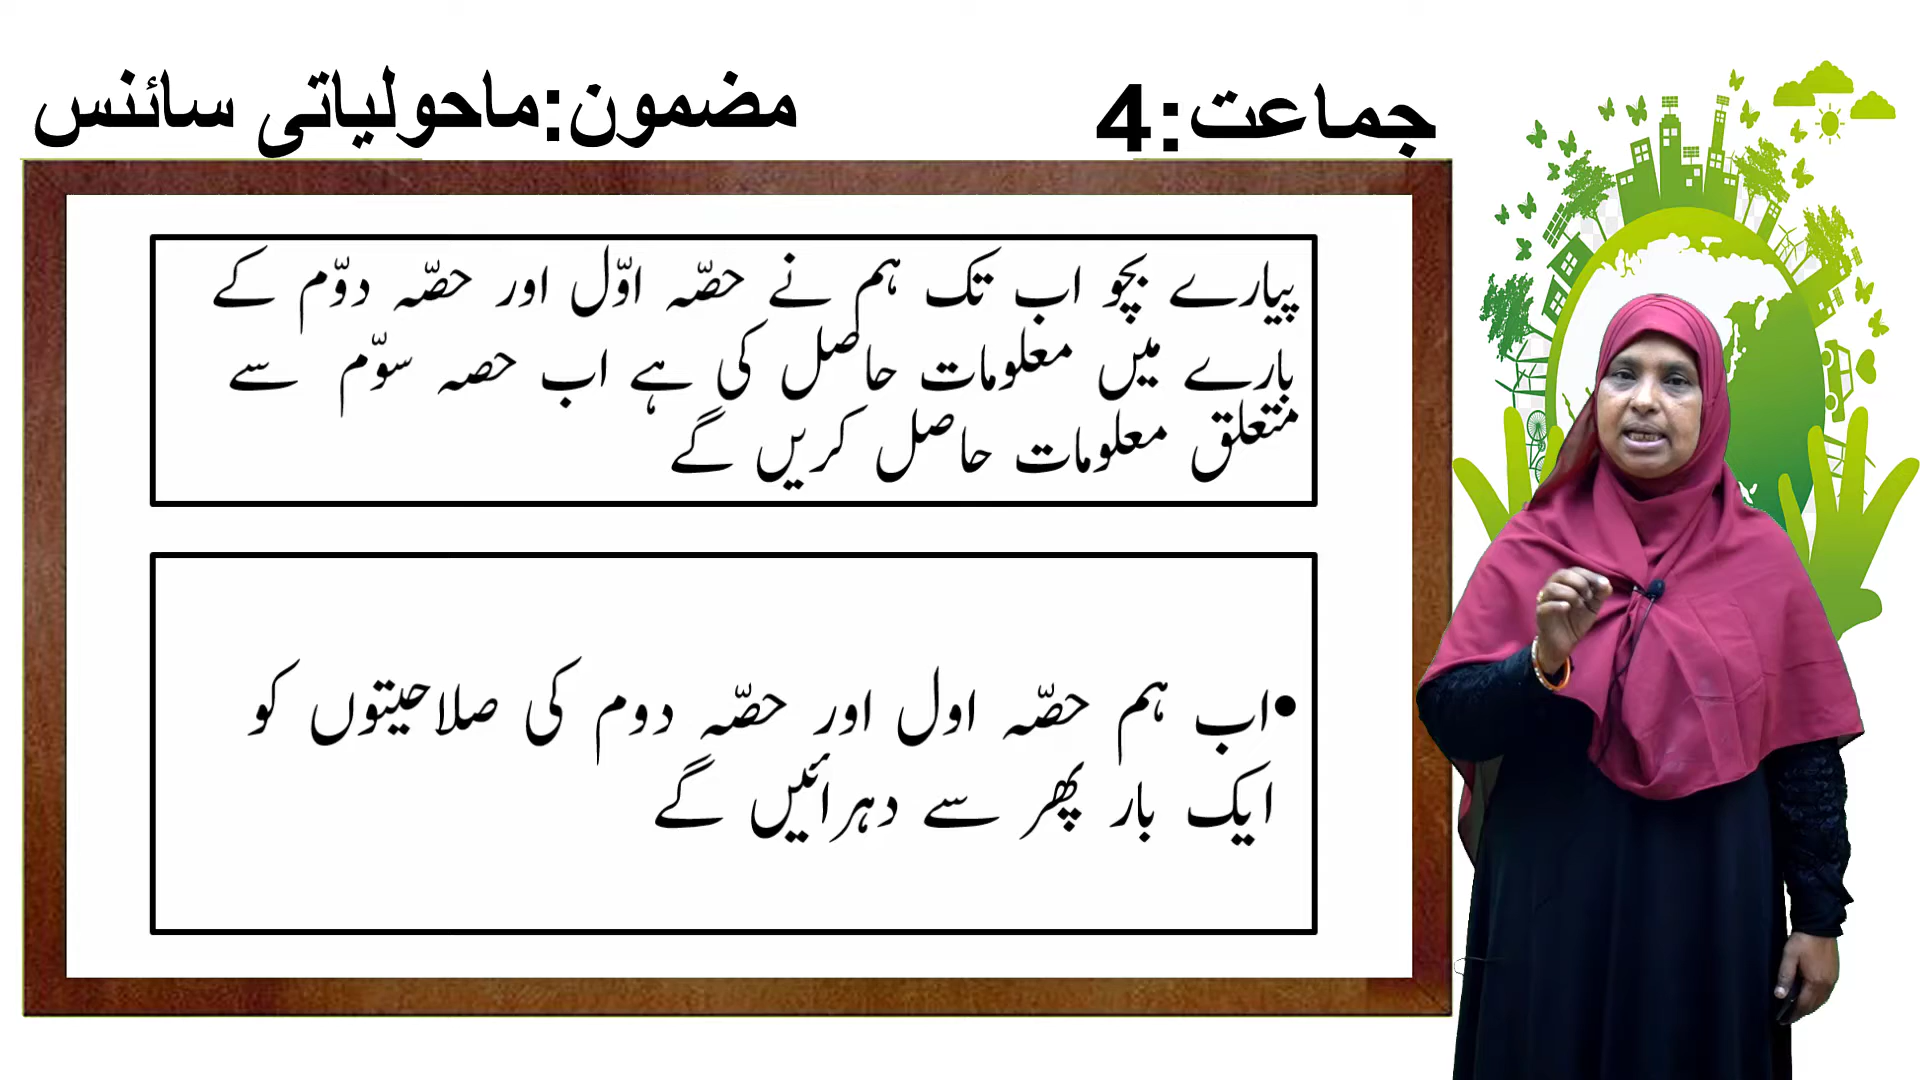 جماعت:4
مضمون:ماحولیاتی سائنس
پیارے بچو اب تک ہم نے حصّہ اوّل اور حصّہ دوّم کے
بارے میں معلومات حاصل کی ہے اب حصہ سوّم سے
متعلق معلومات حاصل کریں گے
•اب ہم حصّہ اول اور حصّہ دوم کی صلاحیتوں کو
ایک بار پھر سے دہرائیں گے